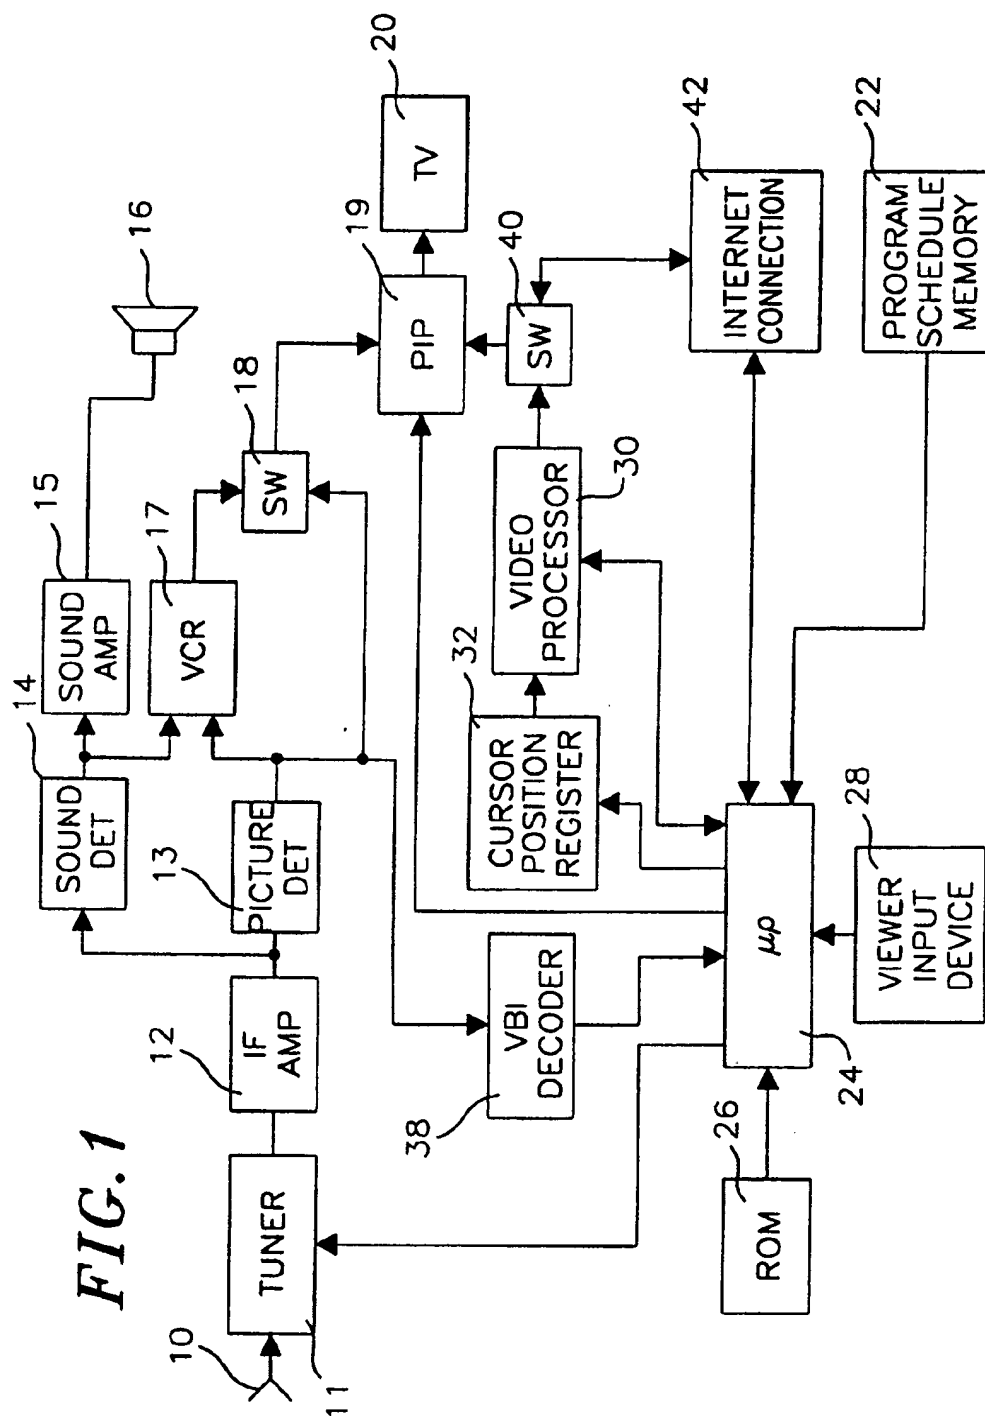 FIG.1
10
TUNER
11
IF
AMP
12
PICTURE
DET
13
SOUND
DET
14
SOUND
AMP
15
16
VCR
17
SW
18
PIP
19
TV
20
SW
40
VIDEO
PROCESSOR
30
CURSOR
POSITION
REGISTER
32
VBI
DECODER
38
INTERNET
CONNECTION
42
PROGRAM
SCHEDULE
MEMORY
22
μρ
24
ROM
26
VIEWER
INPUT
DEVICE
28